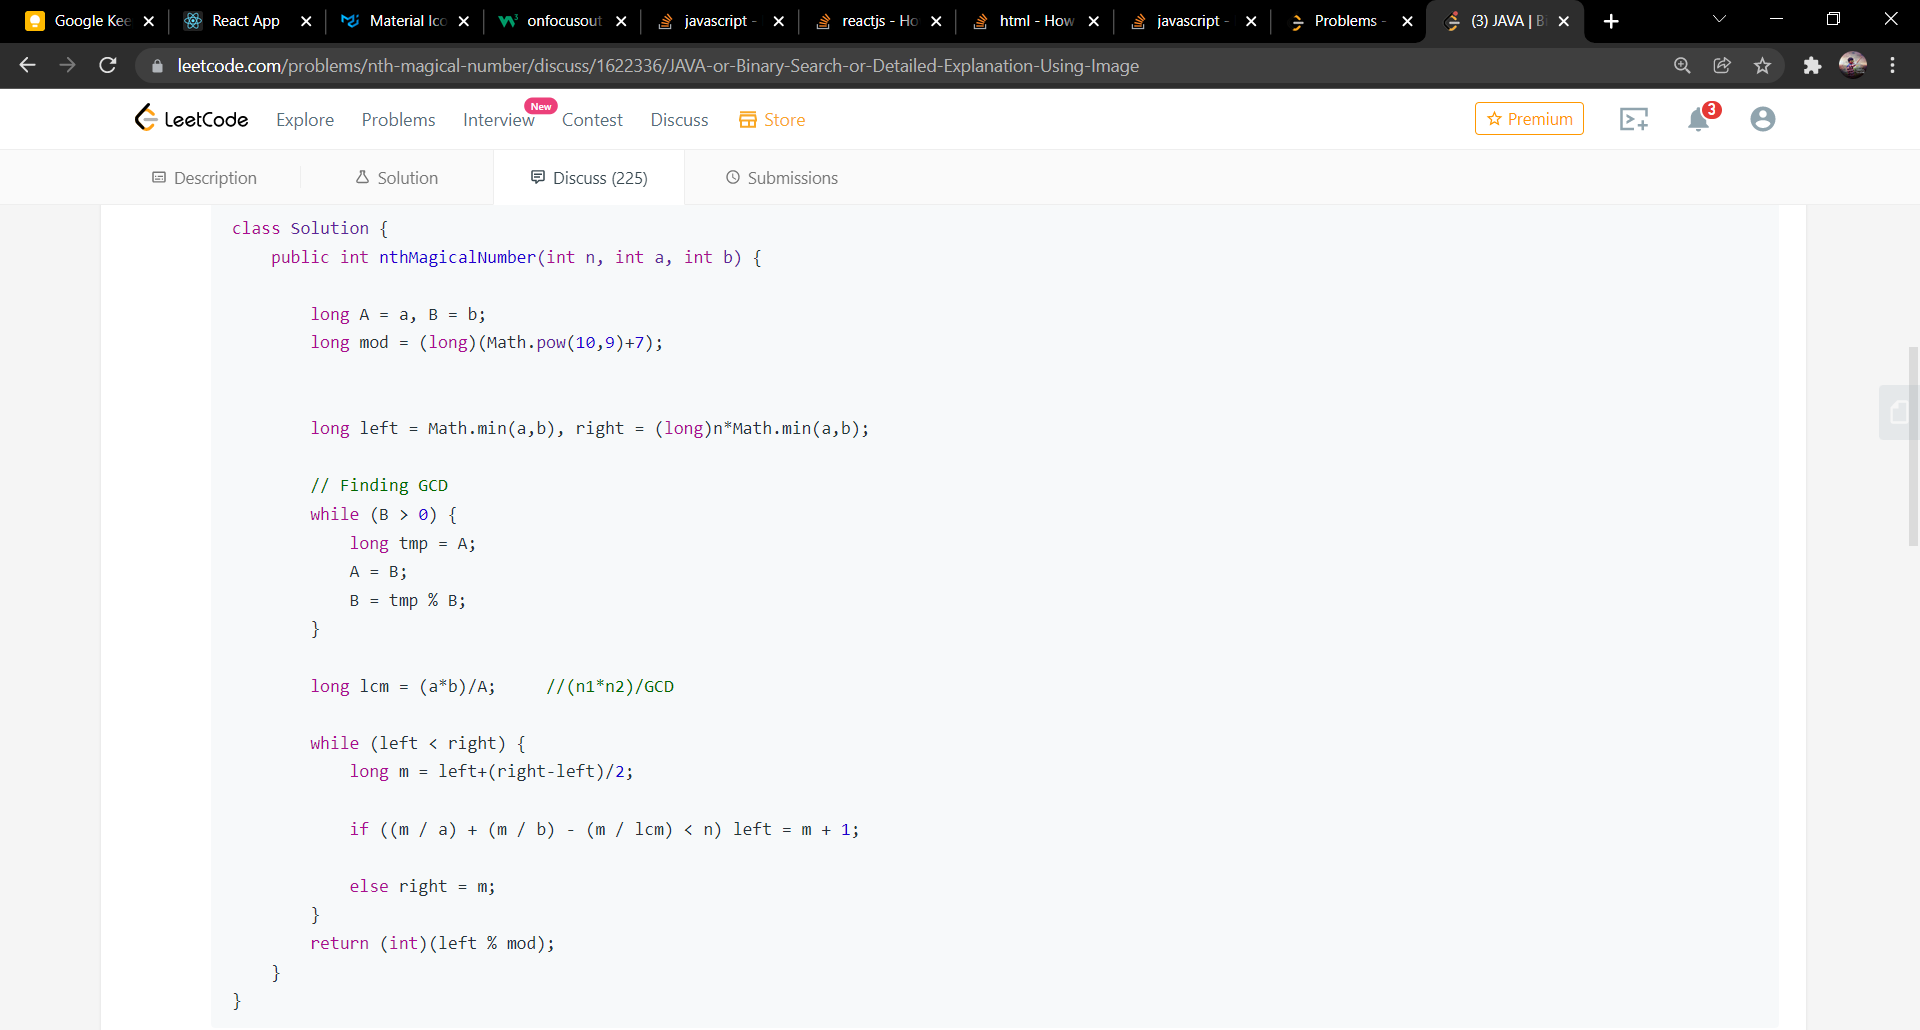 Google Kee
React App
Material Ico
onfocusout
javascript -
reactjs - Ho
html - How
javascript -
Problems -
(3) JAVA | Bi
leetcode.com/problems/nth-magical-number/discuss/1622336/JAVA-or-Binary-Search-or-Detailed-Explanation-Using-Image
LeetCode
Explore
Problems
Interview
New
Contest
Discuss
Store
Premium
3
Description
Solution
Discuss (225)
Submissions
class Solution {
public int nthMagicalNumber(int n, int a, int b) {
long A = a, B = b;
long mod = (long)(Math.pow(10,9)+7);
long left = Math.min(a,b), right = (long)n*Math.min(a,b);
// Finding GCD
while (B > 0) {
long tmp = A;
A = B;
B = tmp % B;
}
long lcm = (a*b)/A;     //(n1*n2)/GCD
while (left < right) {
long m = left+(right-left)/2;
if ((m / a) + (m / b) - (m / lcm) < n) left = m + 1;
else right = m;
}
return (int)(left % mod);
}
}